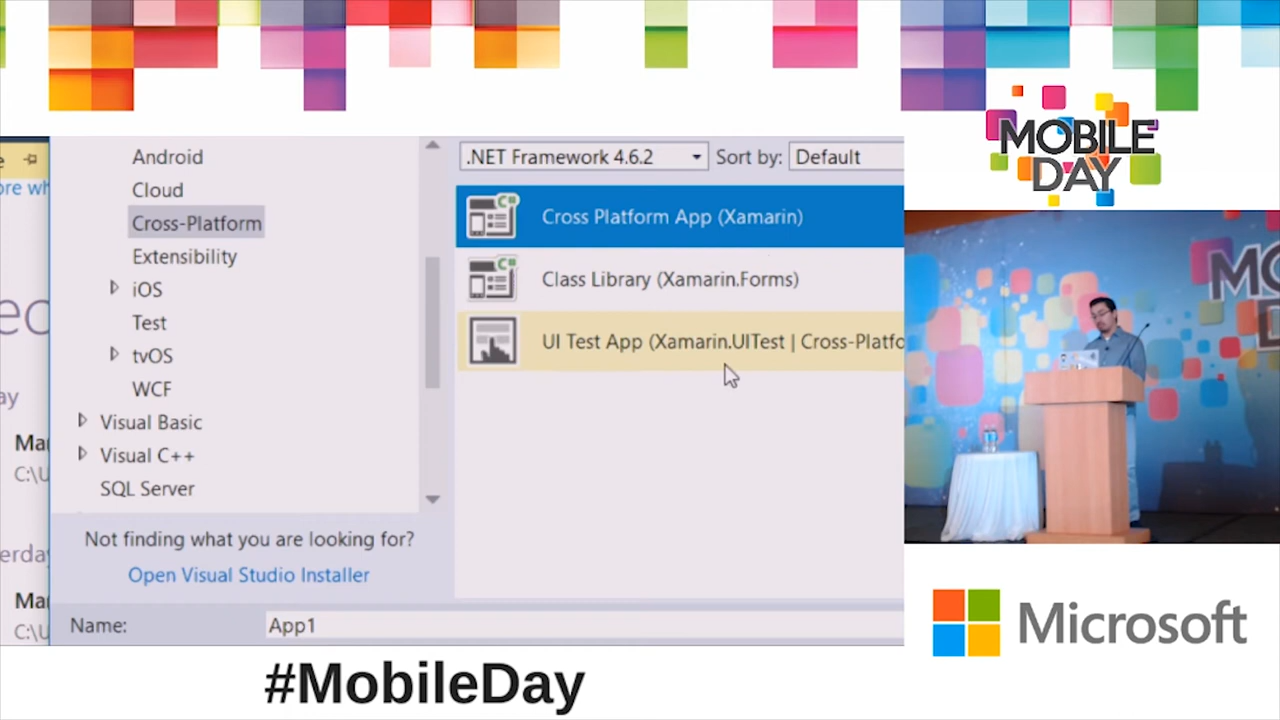 MOBILE
DAY
Android
Cloud
Cross-Platform
Extensibility
iOS
Test
tvOS
WCF
Visual Basic
Visual C++
SQL Server
Not finding what you are looking for?
Open Visual Studio Installer
Name: App1
.NET Framework 4.6.2 Sort by: Default
Cross Platform App (Xamarin)
Class Library (Xamarin.Forms)
UI Test App (Xamarin.UITest | Cross-Platfo
Microsoft
#MobileDay